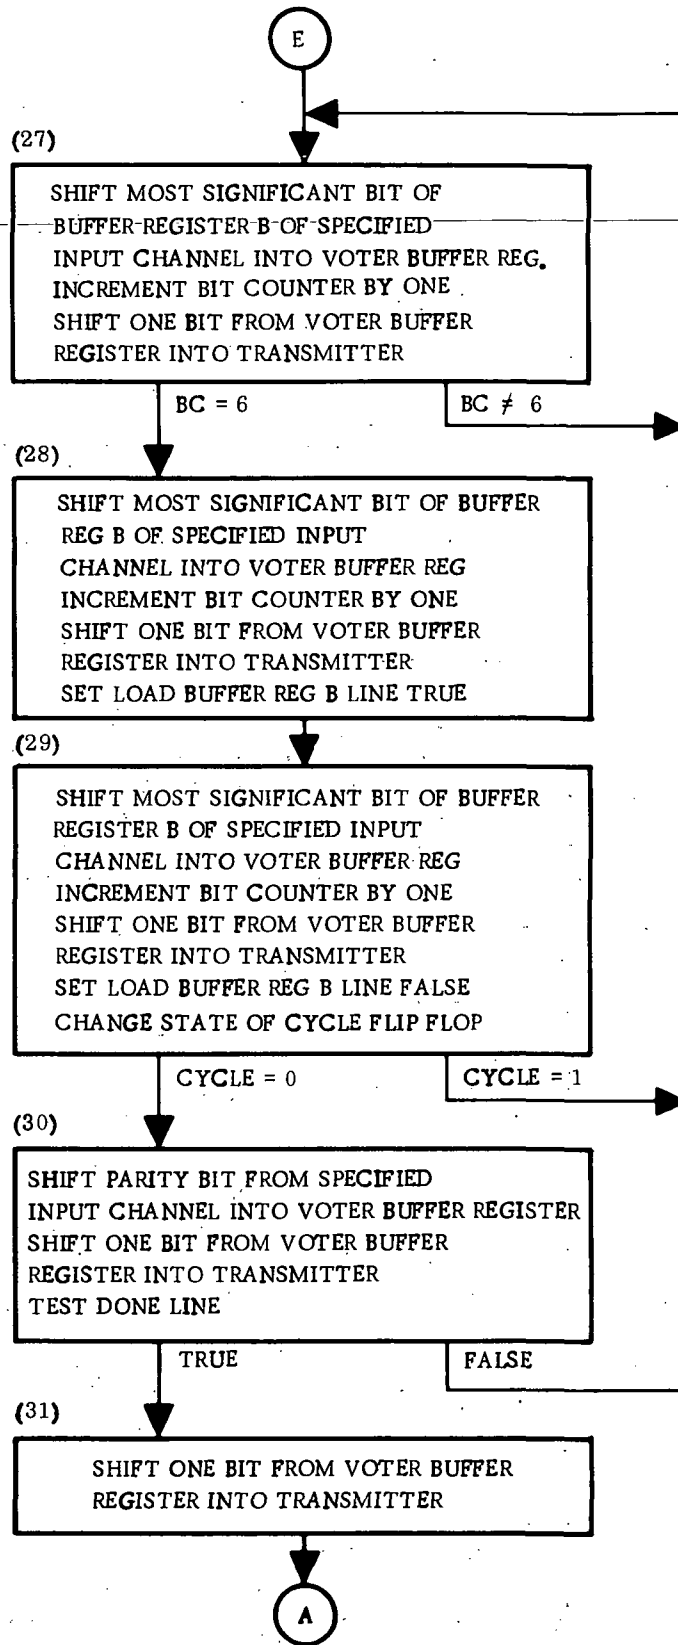 E
(27)
SHIFT MOST SIGNIFICANT BIT OF
BUFFER REGISTER B OF SPECIFIED
INPUT CHANNEL INTO VOTER BUFFER REG.
INCREMENT BIT COUNTER BY ONE
SHIFT ONE BIT FROM VOTER BUFFER
REGISTER INTO TRANSMITTER
BC = 6
BC ≠ 6
(28)
SHIFT MOST SIGNIFICANT BIT OF BUFFER
REG B OF SPECIFIED INPUT
CHANNEL INTO VOTER BUFFER REG
INCREMENT BIT COUNTER BY ONE
SHIFT ONE BIT FROM VOTER BUFFER
REGISTER INTO TRANSMITTER
SET LOAD BUFFER REG B LINE TRUE
(29)
SHIFT MOST SIGNIFICANT BIT OF BUFFER
REGISTER B OF SPECIFIED INPUT
CHANNEL INTO VOTER BUFFER REG
INCREMENT BIT COUNTER BY ONE
SHIFT ONE BIT FROM VOTER BUFFER
REGISTER INTO TRANSMITTER
SET LOAD BUFFER REG B LINE FALSE
CHANGE STATE OF CYCLE FLIP FLOP
CYCLE = 0
CYCLE = 1
(30)
SHIFT PARITY BIT FROM SPECIFIED
INPUT CHANNEL INTO VOTER BUFFER REGISTER
SHIFT ONE BIT FROM VOTER BUFFER
REGISTER INTO TRANSMITTER
TEST DONE LINE
TRUE
FALSE
(31)
SHIFT ONE BIT FROM VOTER BUFFER
REGISTER INTO TRANSMITTER
A